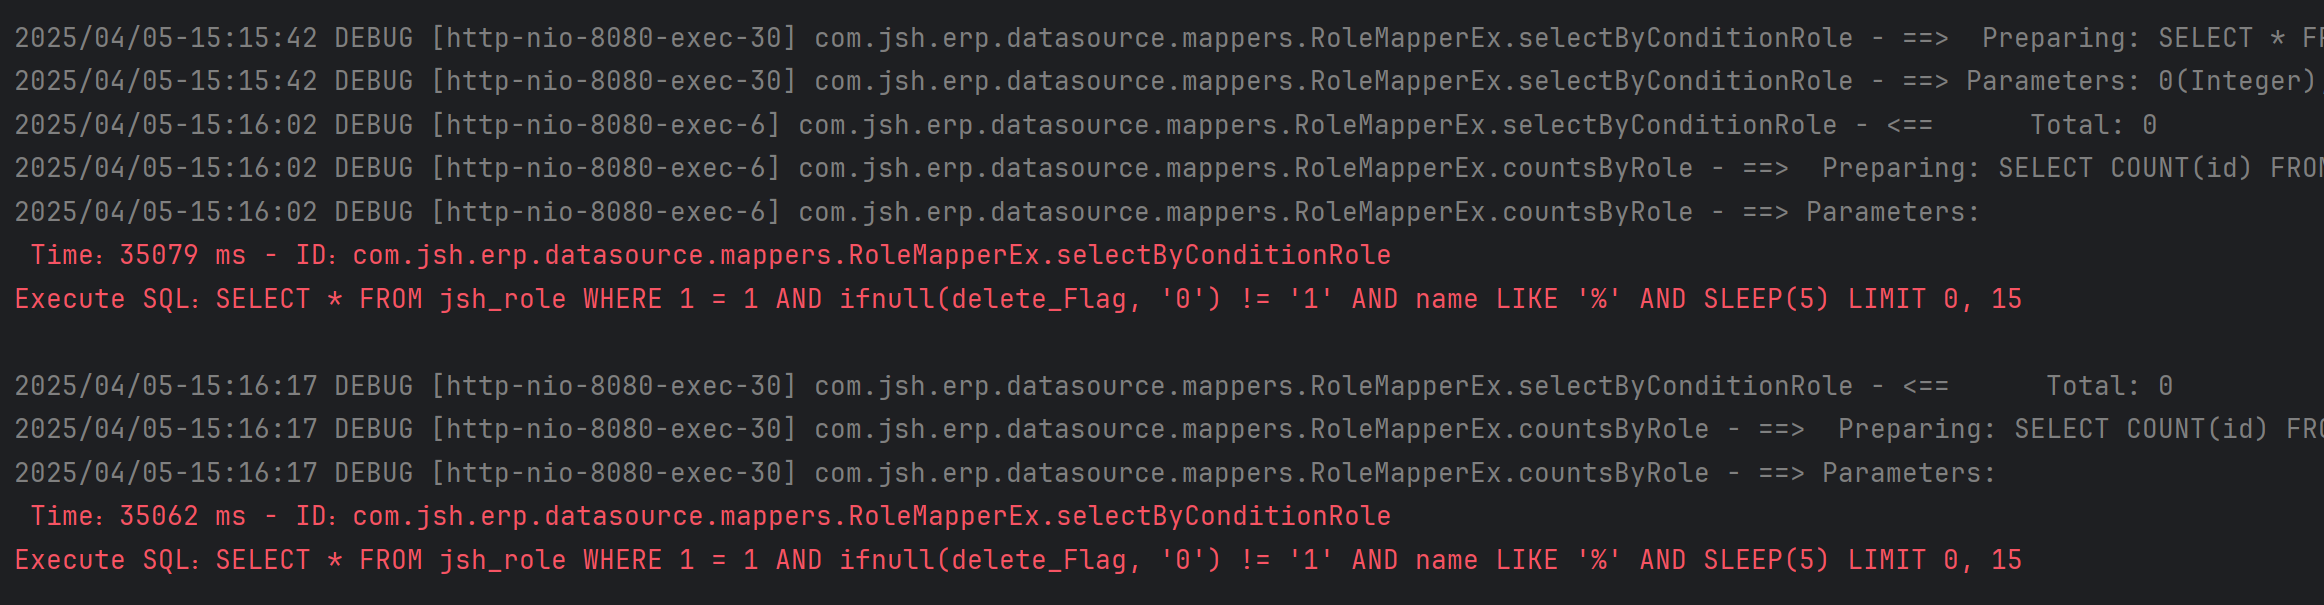 2025/04/05-15:15:42 DEBUG [http-nio-8080-exec-30] com.jsh.erp.datasource.mappers.RoleMapperEx.selectByConditionRole - ==>  Preparing: SELECT * FR
2025/04/05-15:15:42 DEBUG [http-nio-8080-exec-30] com.jsh.erp.datasource.mappers.RoleMapperEx.selectByConditionRole - ==> Parameters: 0(Integer),
2025/04/05-15:16:02 DEBUG [http-nio-8080-exec-6] com.jsh.erp.datasource.mappers.RoleMapperEx.selectByConditionRole - <==      Total: 0
2025/04/05-15:16:02 DEBUG [http-nio-8080-exec-6] com.jsh.erp.datasource.mappers.RoleMapperEx.countsByRole - ==>  Preparing: SELECT COUNT(id) FROM
2025/04/05-15:16:02 DEBUG [http-nio-8080-exec-6] com.jsh.erp.datasource.mappers.RoleMapperEx.countsByRole - ==> Parameters:
Time：35079 ms - ID：com.jsh.erp.datasource.mappers.RoleMapperEx.selectByConditionRole
Execute SQL：SELECT * FROM jsh_role WHERE 1 = 1 AND ifnull(delete_Flag, '0') != '1' AND name LIKE '%' AND SLEEP(5) LIMIT 0, 15
2025/04/05-15:16:17 DEBUG [http-nio-8080-exec-30] com.jsh.erp.datasource.mappers.RoleMapperEx.selectByConditionRole - <==      Total: 0
2025/04/05-15:16:17 DEBUG [http-nio-8080-exec-30] com.jsh.erp.datasource.mappers.RoleMapperEx.countsByRole - ==>  Preparing: SELECT COUNT(id) FRO
2025/04/05-15:16:17 DEBUG [http-nio-8080-exec-30] com.jsh.erp.datasource.mappers.RoleMapperEx.countsByRole - ==> Parameters:
Time：35062 ms - ID：com.jsh.erp.datasource.mappers.RoleMapperEx.selectByConditionRole
Execute SQL：SELECT * FROM jsh_role WHERE 1 = 1 AND ifnull(delete_Flag, '0') != '1' AND name LIKE '%' AND SLEEP(5) LIMIT 0, 15